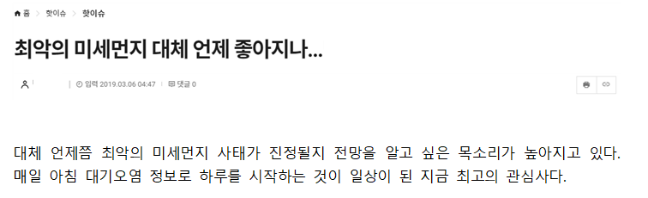 홈 > 핫이슈 > 핫이슈
최악의 미세먼지 대체 언제 좋아지나...
입력 2019.03.06 04:47 댓글 0
대체 언제쯤 최악의 미세먼지 사태가 진정될지 전망을 알고 싶은 목소리가 높아지고 있다.
매일 아침 대기오염 정보로 하루를 시작하는 것이 일상이 된 지금 최고의 관심사다.